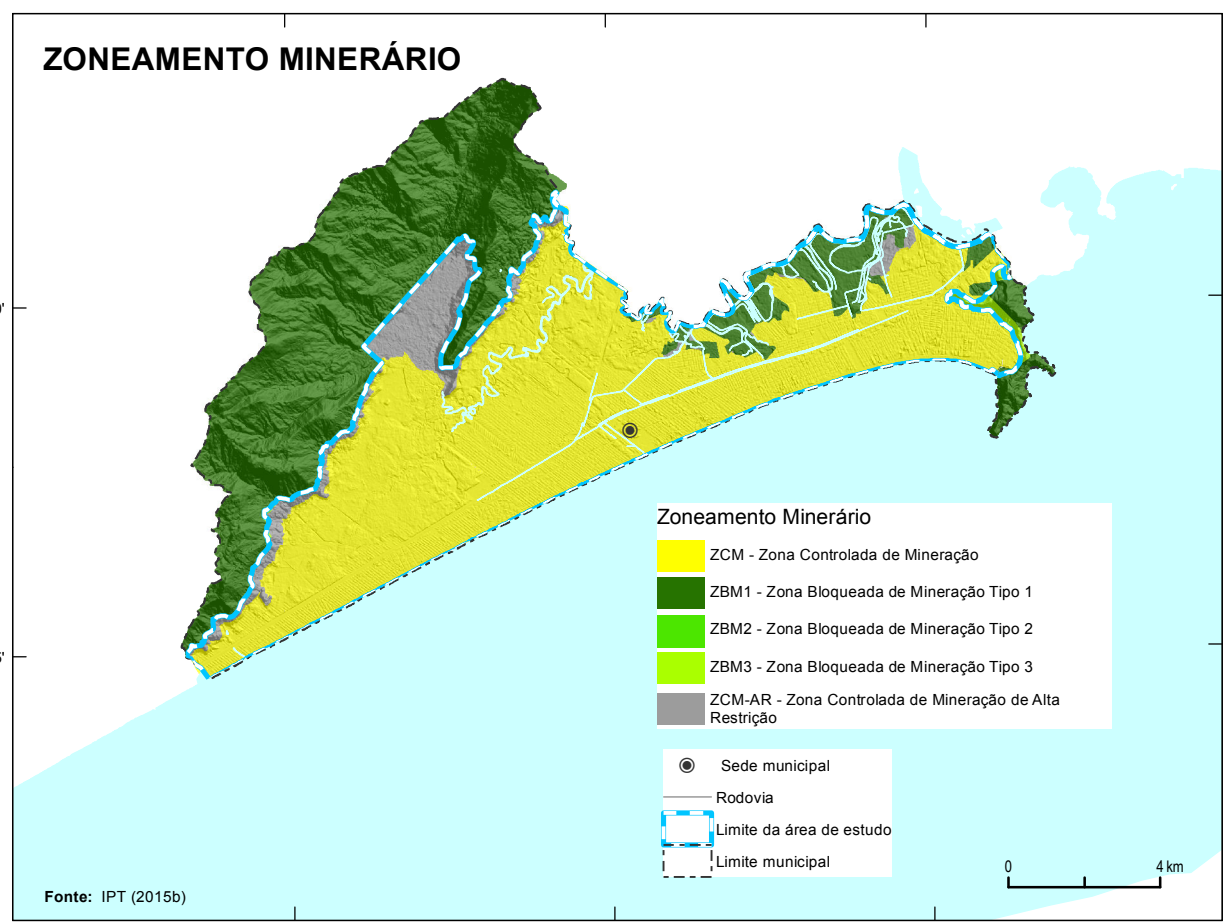 ZONEAMENTO MINERÁRIO
Zoneamento Minerário
ZCM - Zona Controlada de Mineração
ZBM1 - Zona Bloqueada de Mineração Tipo 1
ZBM2 - Zona Bloqueada de Mineração Tipo 2
ZBM3 - Zona Bloqueada de Mineração Tipo 3
ZCM-AR - Zona Controlada de Mineração de Alta
Restrição
Sede municipal
Rodovia
Limite da área de estudo
Limite municipal
0 4 km
Fonte: IPT (2015b)